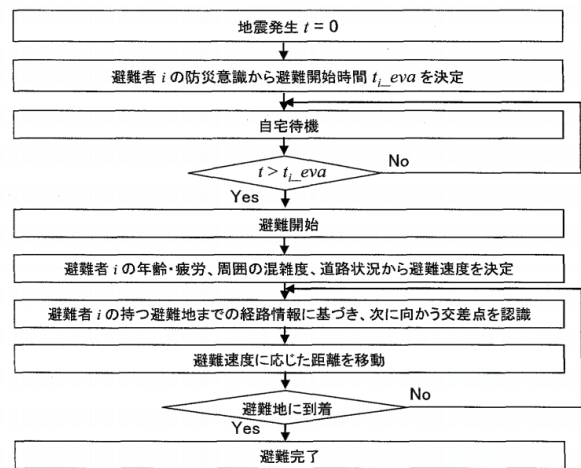 地震発生 t = 0
避難者 i の防災意識から避難開始時間 ti_eva を決定
自宅待機
t > ti_eva
No
Yes
避難開始
避難者 i の年齢・疲労、周囲の混雑度、道路状況から避難速度を決定
避難者 i の持つ避難地までの経路情報に基づき、次に向かう交差点を認識
避難速度に応じた距離を移動
避難地に到着
No
Yes
避難完了